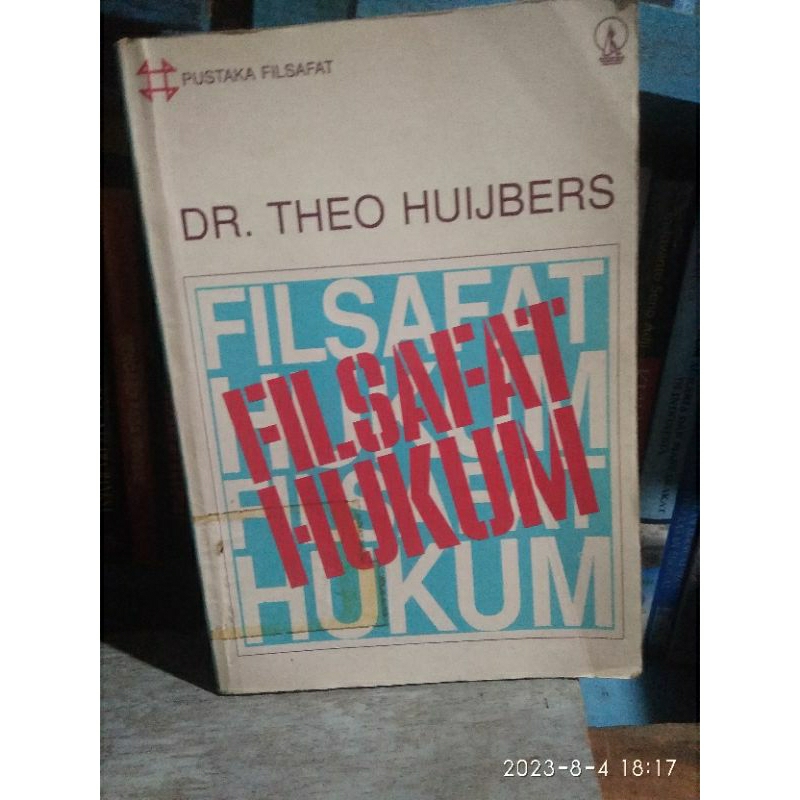 PUSTAKA FILSAFAT
DR. THEO HUIJBERS
FILSAFAT
HUKUM
FILSAFAT
HUKUM
FILSAFAT
HUKUM
2023-8-4 18:17